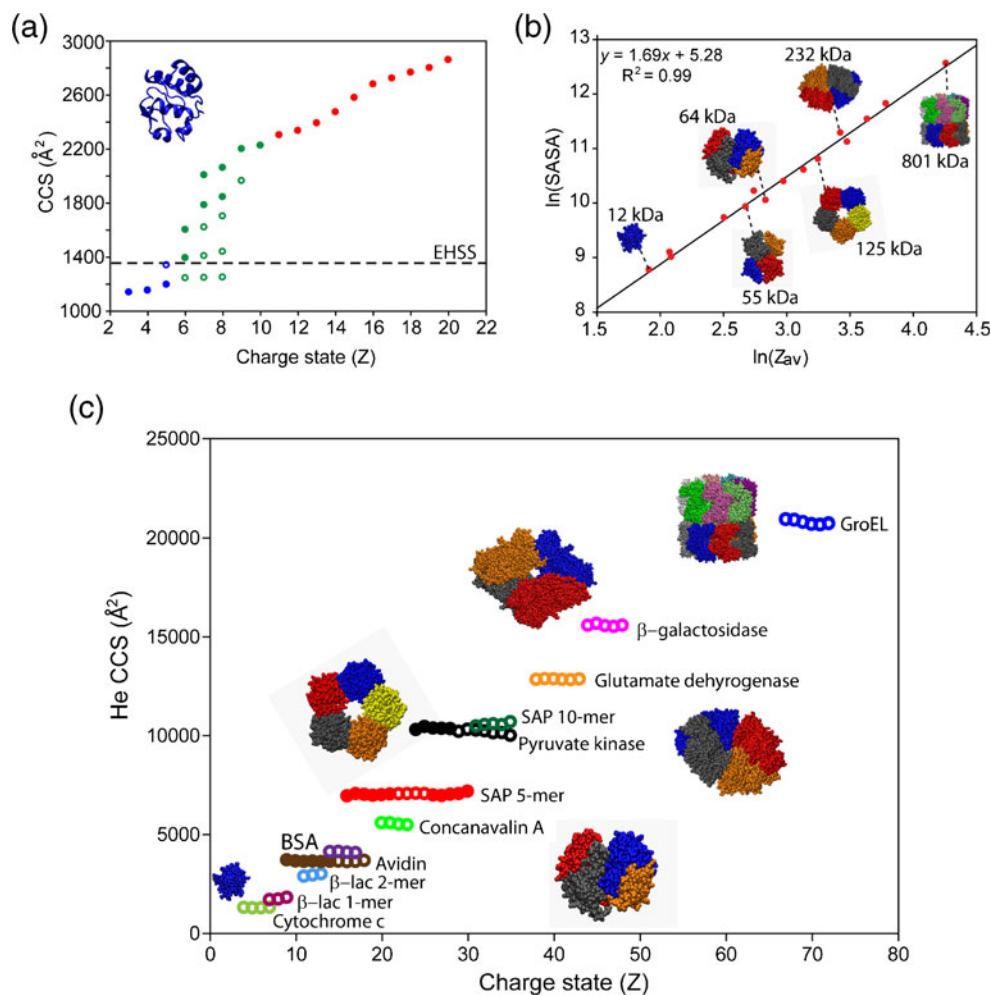 (a)
3000
2600
2200
1800
1400
1000
CCS (Å²)
EHSS
2 4 6 8 10 12 14 16 18 20 22
Charge state (Z)
(b)
13
12
11
10
9
8
ln(SASA)
y = 1.69x + 5.28
R² = 0.99
232 kDa
64 kDa
801 kDa
12 kDa
125 kDa
55 kDa
1.5 2.0 2.5 3.0 3.5 4.0 4.5
ln(Zav)
(c)
25000
20000
15000
10000
5000
0
He CCS (Å²)
GroEL
β−galactosidase
Glutamate dehyrogenase
SAP 10-mer
Pyruvate kinase
SAP 5-mer
Concanavalin A
BSA
Avidin
β−lac 2-mer
β−lac 1-mer
Cytochrome c
0 10 20 30 40 50 60 70 80
Charge state (Z)